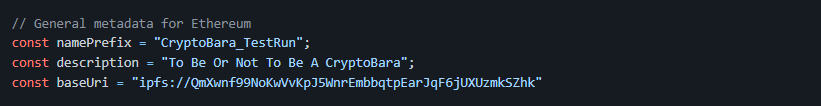 // General metadata for Ethereum
const namePrefix = "CryptoBara_TestRun";
const description = "To Be Or Not To Be A CryptoBara";
const baseUri = "ipfs://QmXwnf99NoKwVvKpJ5WnrEmbbqtpEarJqF6jUXUzmkSZhk"